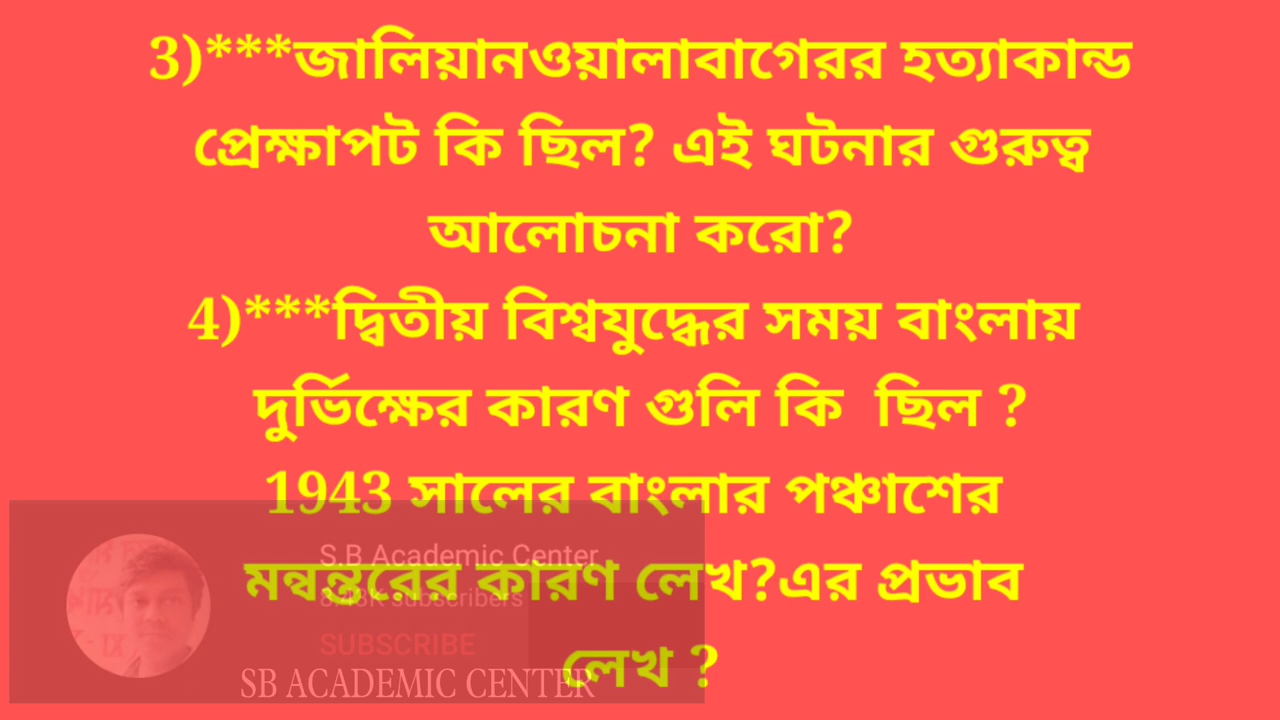 3)***জালিয়ানওয়ালাবাগেরর হত্যাকান্ড
প্রেক্ষাপট কি ছিল? এই ঘটনার গুরুত্ব
আলোচনা করো?
4)***দ্বিতীয় বিশ্বযুদ্ধের সময় বাংলায়
দুর্ভিক্ষের কারণ গুলি কি ছিল ?
1943 সালের বাংলার পঞ্চাশের
মন্বন্তরের কারণ লেখ?এর প্রভাব
লেখ ?
S.B Academic Center
subscribers
SUBSCRIBE
SB ACADEMIC CENTER